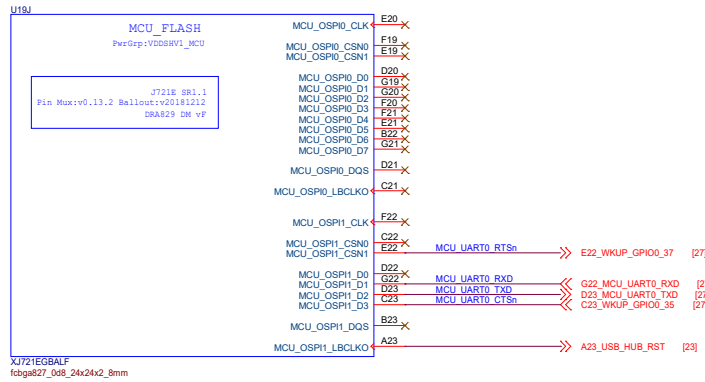 U19J
MCU_FLASH
PwrGrp:VDDSHV1_MCU
J721E SR1.1
Pin Mux:v0.13.2 Ballout:v20181212
DRA829 DM vF
MCU_OSPI0_CLK E20
MCU_OSPI0_CSN0 F19
MCU_OSPI0_CSN1 E19
MCU_OSPI0_D0 D20
MCU_OSPI0_D1 G19
MCU_OSPI0_D2 G20
MCU_OSPI0_D3 F20
MCU_OSPI0_D4 F21
MCU_OSPI0_D5 E21
MCU_OSPI0_D6 B22
MCU_OSPI0_D7 G21
MCU_OSPI0_DQS D21
MCU_OSPI0_LBCLKO C21
MCU_OSPI1_CLK F22
MCU_OSPI1_CSN0 C22
MCU_OSPI1_CSN1 E22 MCU_UART0_RTSn E22_WKUP_GPIO0_37 [27]
MCU_OSPI1_D0 D22
MCU_OSPI1_D1 G22 MCU_UART0_RXD G22_MCU_UART0_RXD [2
MCU_OSPI1_D2 D23 MCU_UART0_TXD D23_MCU_UART0_TXD [27
MCU_OSPI1_D3 C23 MCU_UART0_CTSn C23_WKUP_GPIO0_35 [27
MCU_OSPI1_DQS B23
MCU_OSPI1_LBCLKO A23 A23_USB_HUB_RST [23]
XJ721EGBALF
fcbga827_0d8_24x24x2_8mm